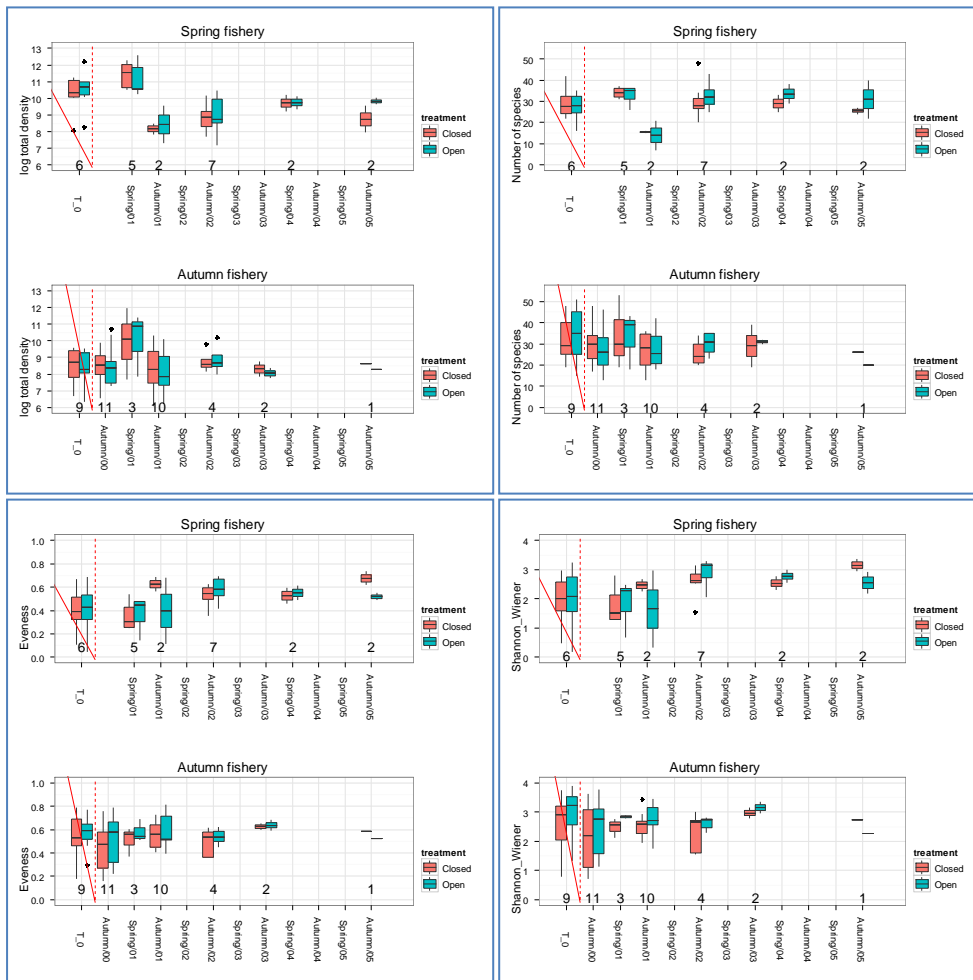 Spring fishery
log total density
13
12
11
10
9
8
7
6
6 5 2 7 2 2
T_0 Spring/01 Autumn/01 Spring/02 Autumn/02 Spring/03 Autumn/03 Spring/04 Autumn/04 Spring/05 Autumn/05
treatment
Closed
Open
Autumn fishery
log total density
13
12
11
10
9
8
7
6
9 11 3 10 4 2 1
T_0 Autumn/00 Spring/01 Autumn/01 Spring/02 Autumn/02 Spring/03 Autumn/03 Spring/04 Autumn/04 Spring/05 Autumn/05
treatment
Closed
Open
Spring fishery
Number of species
50
40
30
20
10
0
6 5 2 7 2 2
T_0 Spring/01 Autumn/01 Spring/02 Autumn/02 Spring/03 Autumn/03 Spring/04 Autumn/04 Spring/05 Autumn/05
treatment
Closed
Open
Autumn fishery
Number of species
50
40
30
20
10
0
9 11 3 10 4 2 1
T_0 Autumn/00 Spring/01 Autumn/01 Spring/02 Autumn/02 Spring/03 Autumn/03 Spring/04 Autumn/04 Spring/05 Autumn/05
treatment
Closed
Open
Spring fishery
Eveness
1.0
0.8
0.6
0.4
0.2
0.0
6 5 2 7 2 2
T_0 Spring/01 Autumn/01 Spring/02 Autumn/02 Spring/03 Autumn/03 Spring/04 Autumn/04 Spring/05 Autumn/05
treatment
Closed
Open
Autumn fishery
Eveness
1.0
0.8
0.6
0.4
0.2
0.0
9 11 3 10 4 2 1
T_0 Autumn/00 Spring/01 Autumn/01 Spring/02 Autumn/02 Spring/03 Autumn/03 Spring/04 Autumn/04 Spring/05 Autumn/05
treatment
Closed
Open
Spring fishery
Shannon_Wiener
4
3
2
1
0
6 5 2 7 2 2
T_0 Spring/01 Autumn/01 Spring/02 Autumn/02 Spring/03 Autumn/03 Spring/04 Autumn/04 Spring/05 Autumn/05
treatment
Closed
Open
Autumn fishery
Shannon_Wiener
4
3
2
1
0
9 11 3 10 4 2 1
T_0 Autumn/00 Spring/01 Autumn/01 Spring/02 Autumn/02 Spring/03 Autumn/03 Spring/04 Autumn/04 Spring/05 Autumn/05
treatment
Closed
Open